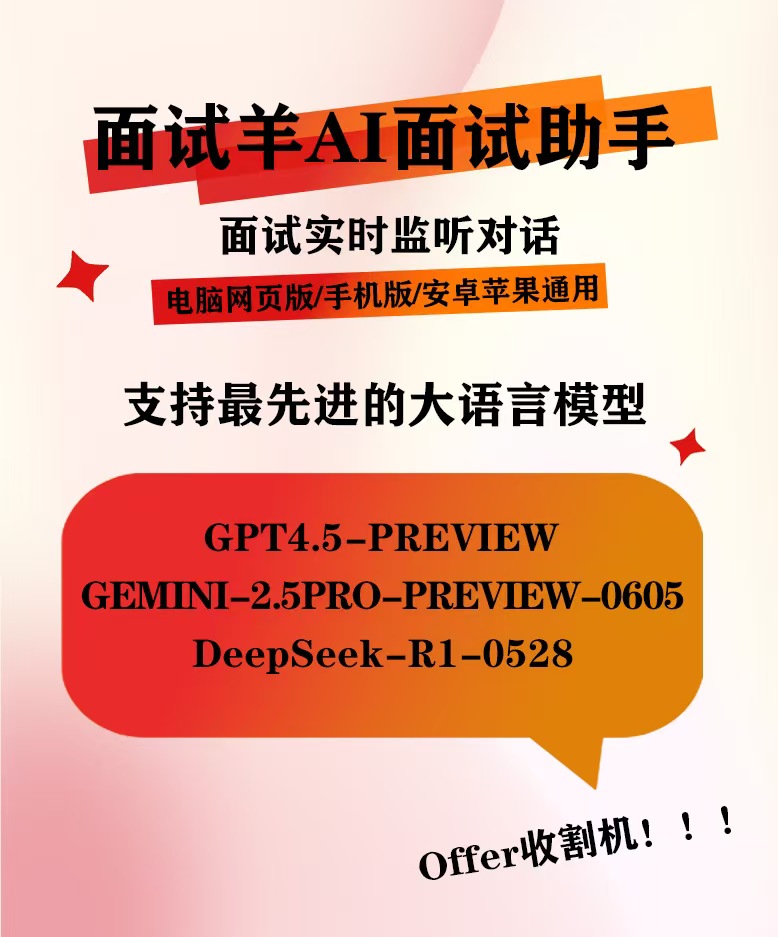 面试羊AI面试助手
面试实时监听对话
电脑网页版/手机版/安卓苹果通用
支持最先进的大语言模型
GPT4.5-PREVIEW
GEMINI-2.5PRO-PREVIEW-0605
DeepSeek-R1-0528
Offer收割机！！！